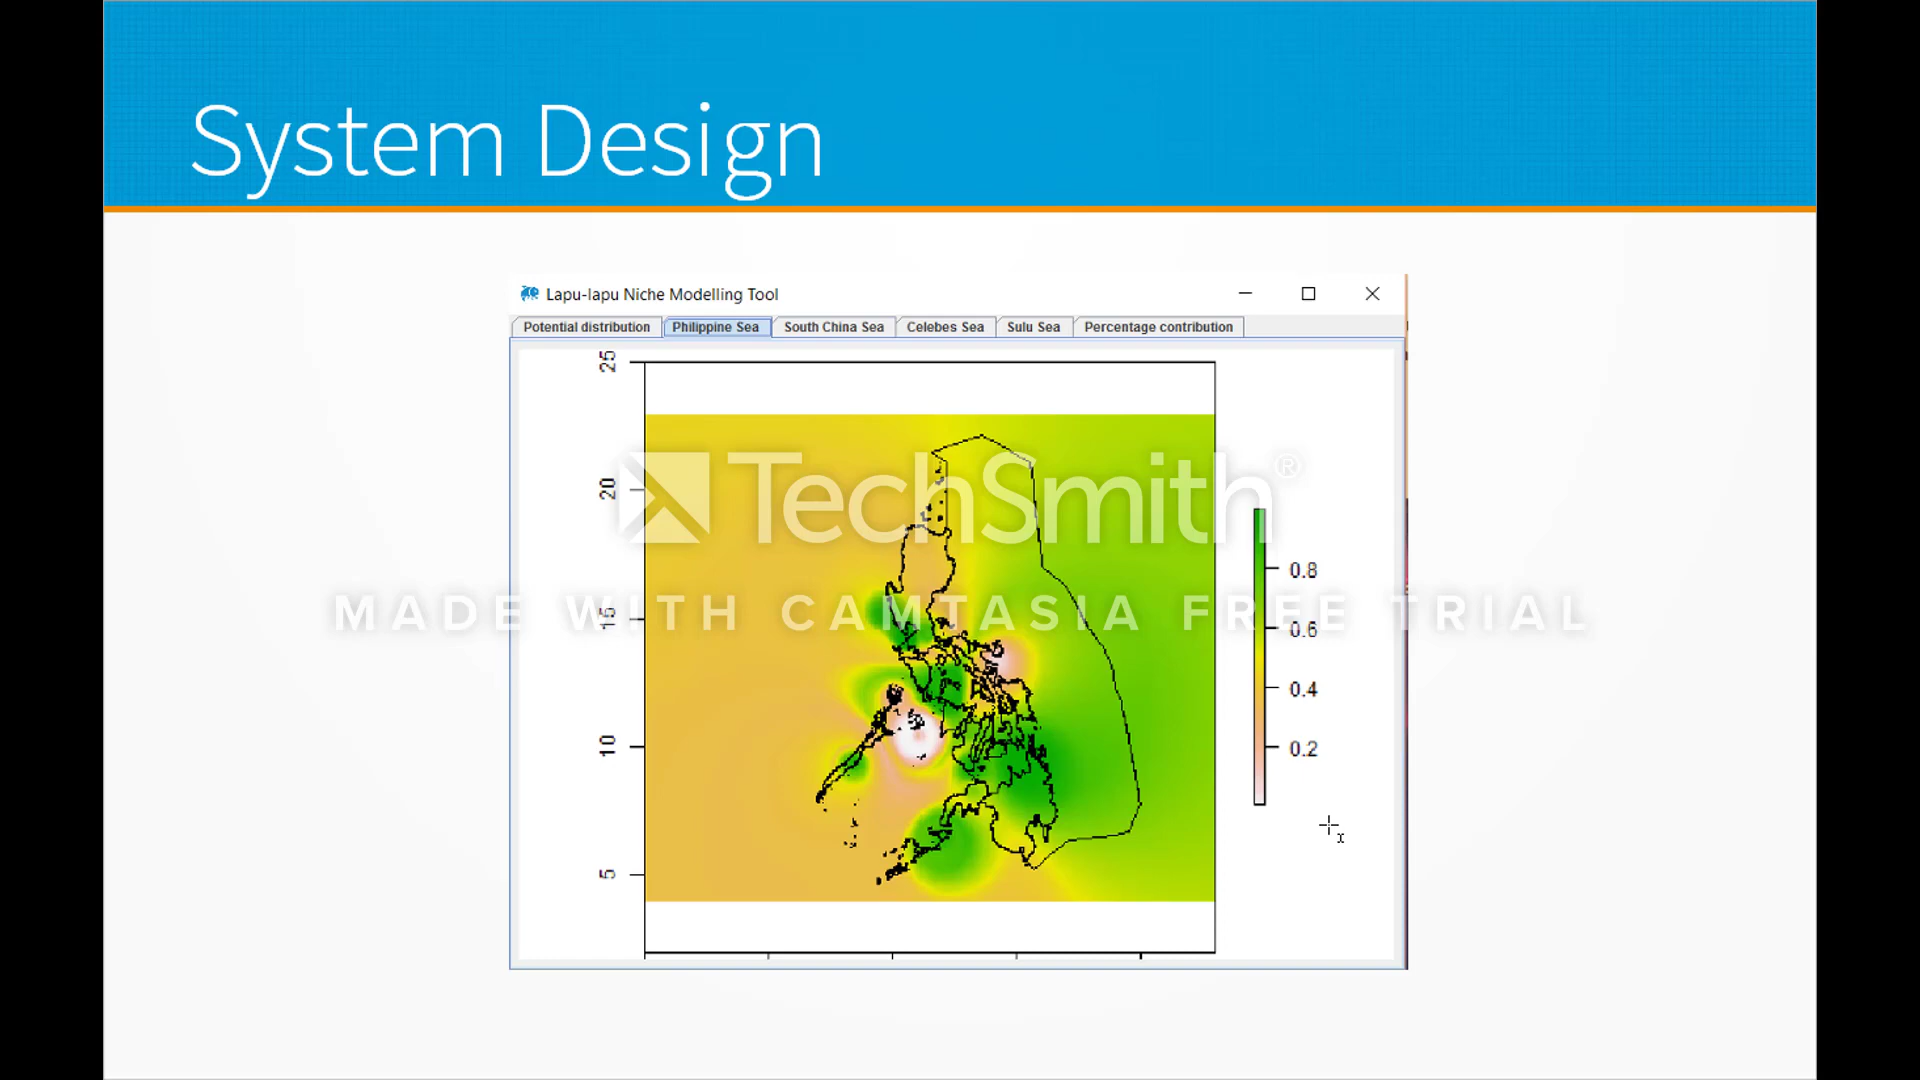 System Design
Lapu-lapu Niche Modelling Tool
Potential distribution
Philippine Sea
South China Sea
Celebes Sea
Sulu Sea
Percentage contribution
25
20
15
10
5
0.8
0.6
0.4
0.2
TechSmith®
MADE WITH CAMTASIA FREE TRIAL